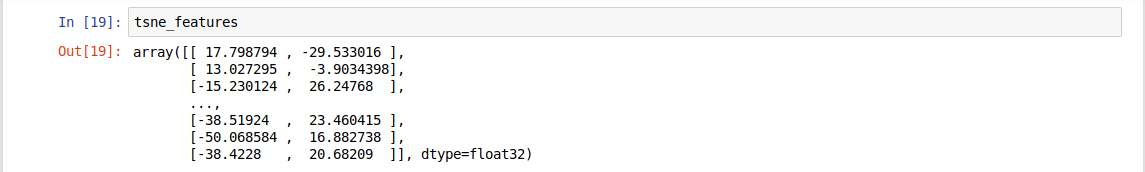 In [19]: tsne_features
Out[19]: array([[ 17.798794 , -29.533016 ],
       [ 13.027295 ,  -3.9034398],
       [-15.230124 ,  26.24768  ],
       ...,
       [-38.51924  ,  23.460415 ],
       [-50.068584 ,  16.882738 ],
       [-38.4228   ,  20.68209  ]], dtype=float32)